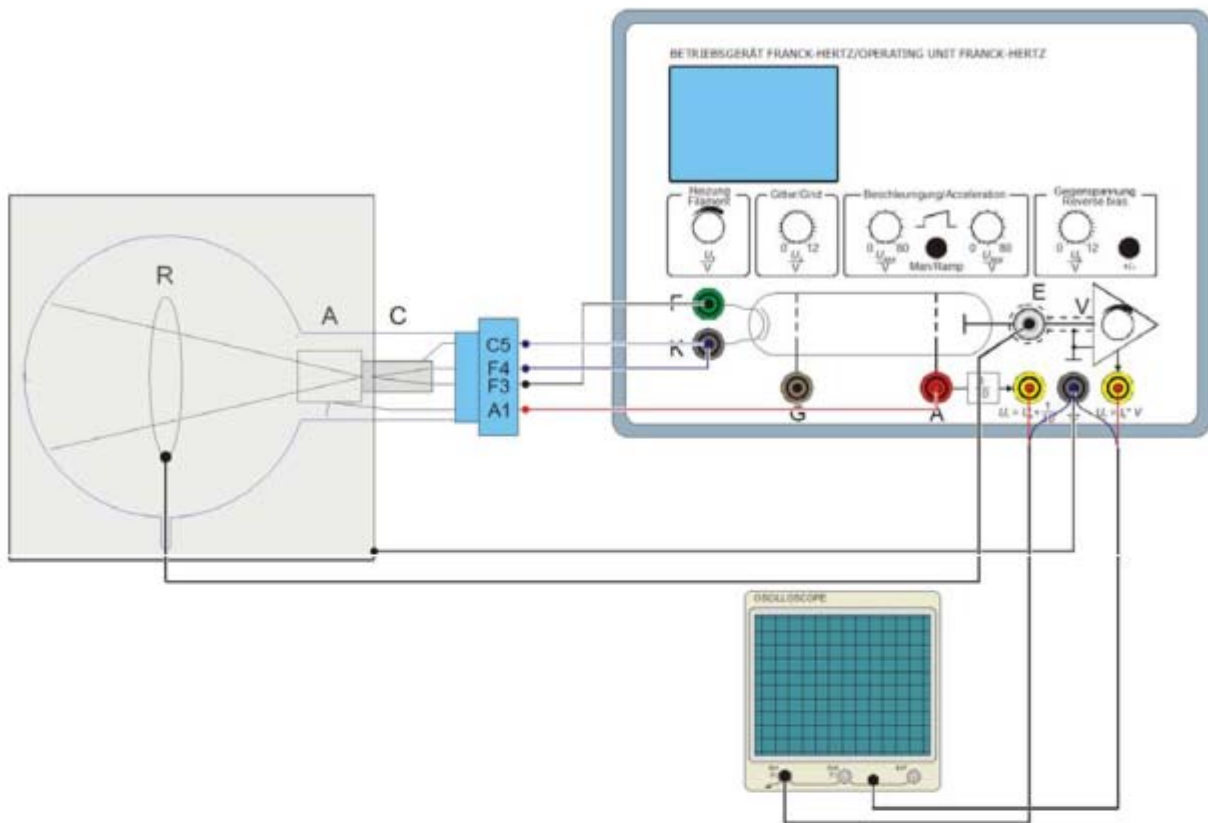 BETRIEBSGERÄT FRANCK-HERTZ/OPERATING UNIT FRANCK-HERTZ
Heizung
Filament
Gitter/Grid
Beschleunigung/Acceleration
Gegenspannung
Reverse bias
0 12
0 80
0 80
0 12
V
V
V
V
V
Man/Ramp
+/-
R
A
C
C5
F4
F3
A1
F
K
E
V
G
A
OSCILLOSCOPE